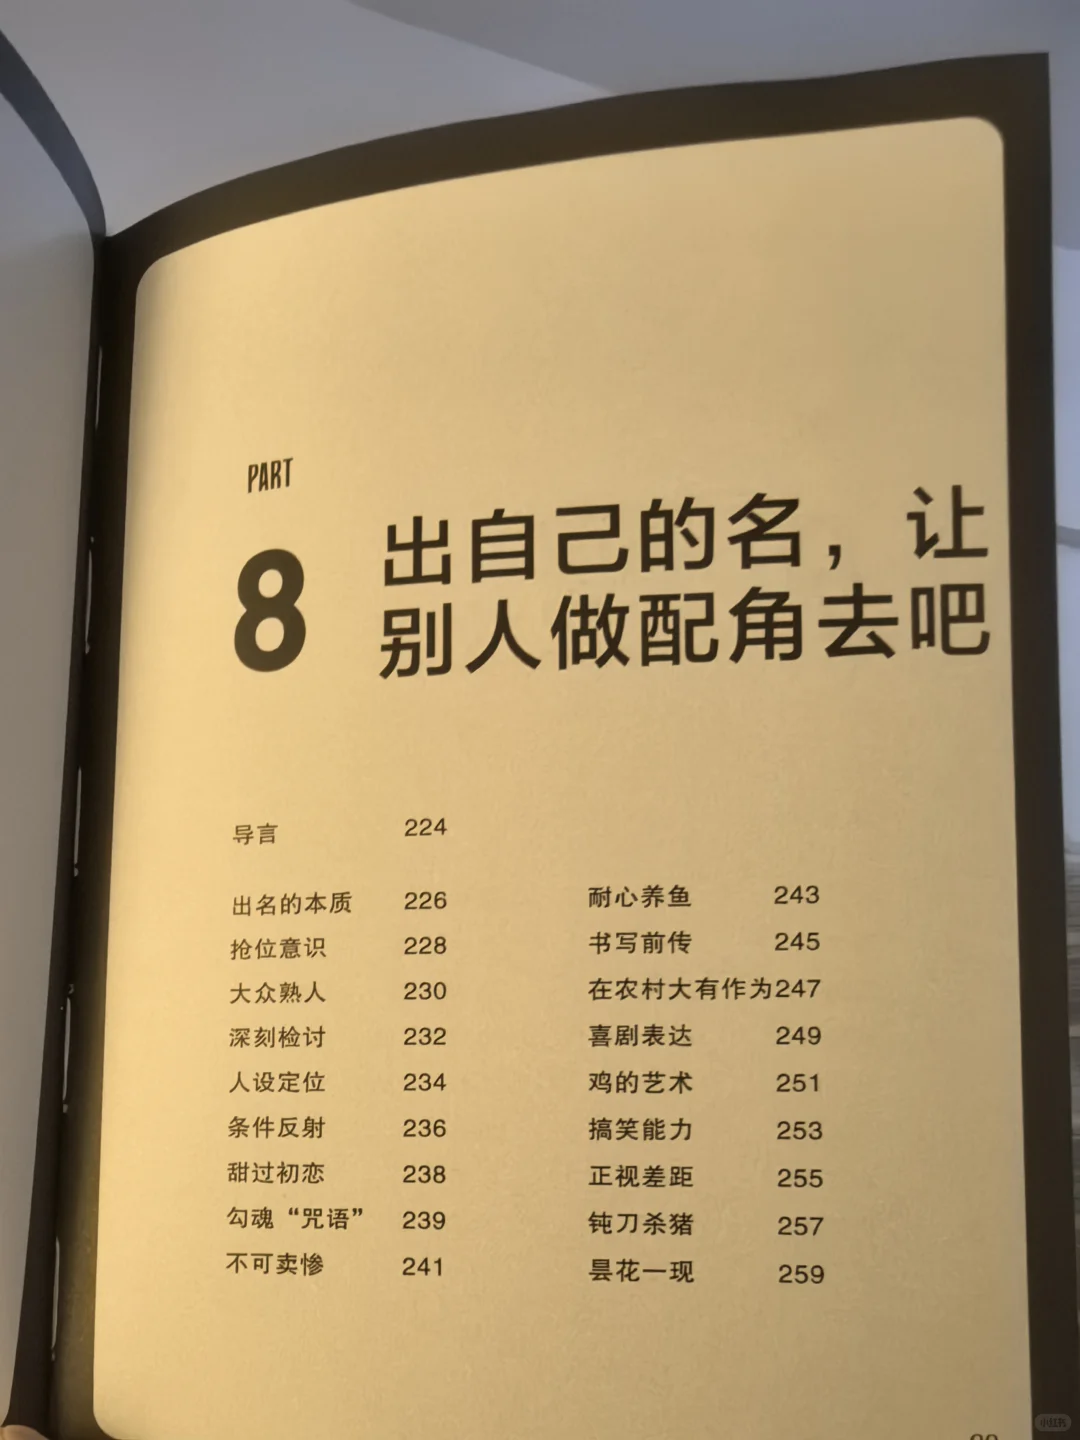 PART
8
出自己的名，让
别人做配角去吧
导言 224
出名的本质 226
抢位意识 228
大众熟人 230
深刻检讨 232
人设定位 234
条件反射 236
甜过初恋 238
勾魂“咒语” 239
不可卖惨 241
耐心养鱼 243
书写前传 245
在农村大有作为 247
喜剧表达 249
鸡的艺术 251
搞笑能力 253
正视差距 255
钝刀杀猪 257
昙花一现 259
小红书